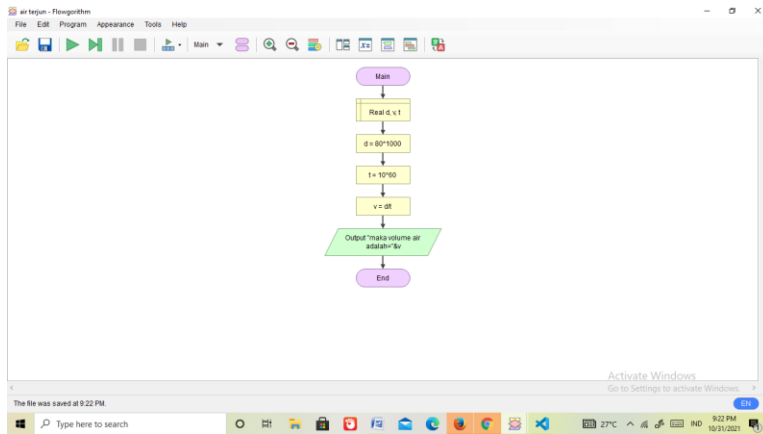 air terjun - Flowgorithm
File Edit Program Appearance Tools Help
Main
Main
Real d, v, t
d = 80*1000
t = 10*60
v = d/t
Output "maka volume air
adalah="&v
End
Activate Windows
Go to Settings to activate Windows.
The file was saved at 9:22 PM.
EN
Type here to search
27°C
IND
9:22 PM
10/31/2021